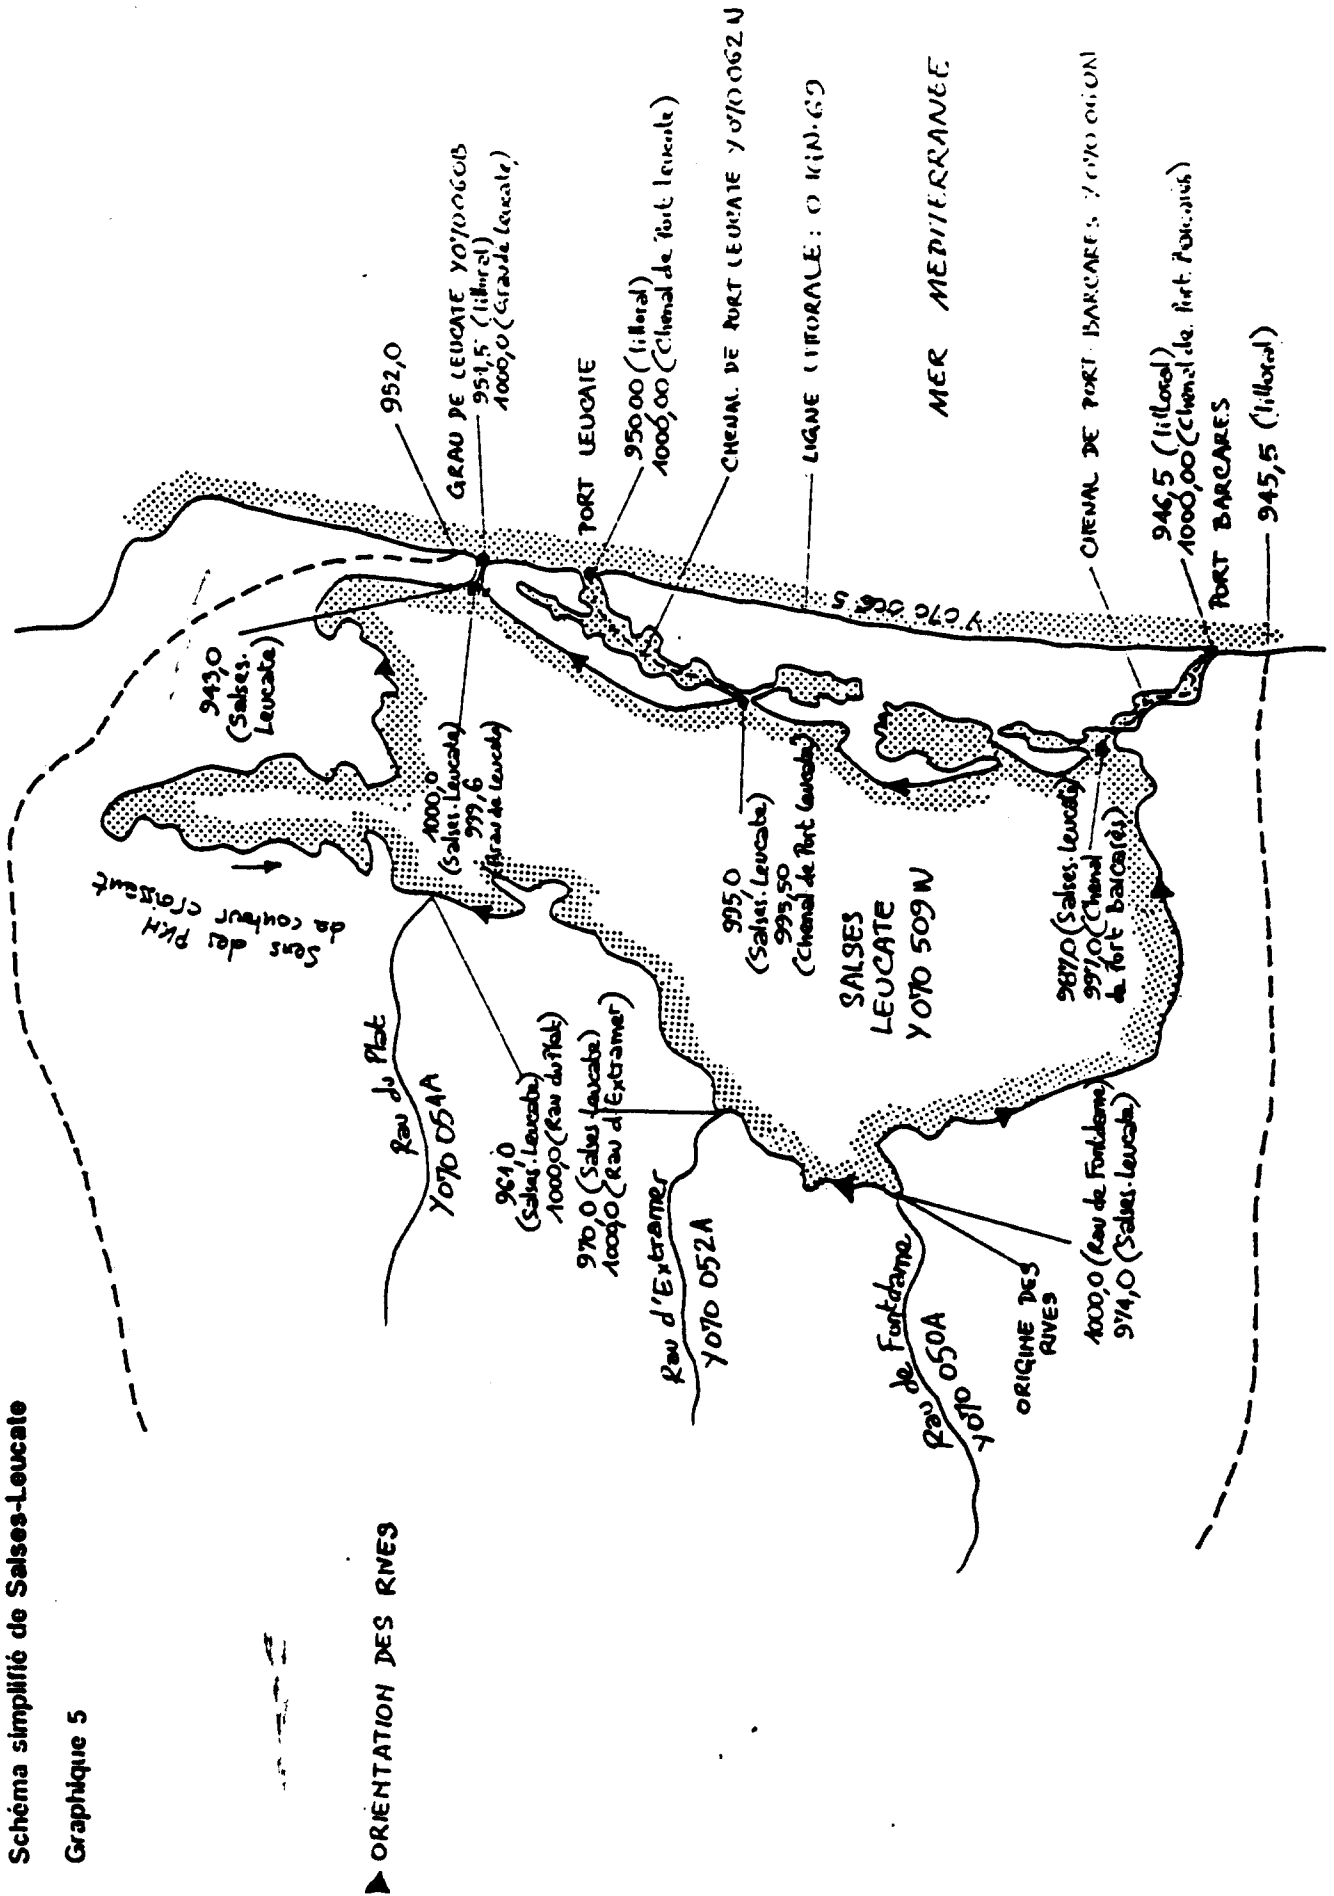 Schéma simplifié de Salses-Leucate
Graphique 5
▲ ORIENTATION DES RIVES
952,0
GRAU DE LEUCATE Y070060B
951,5 (littoral)
1000,0 (Grau de Leucate)
PORT LEUCATE
95000 (littoral)
1000,00 (Chenal de Port Leucate)
CHENAL DE PORT LEUCATE Y070062N
LIGNE LITTORALE :
Y070 006 5
MER MEDITERRANEE
CHENAL DE PORT BARCARES
946,5 (littoral)
1000,00 (Chenal de Port Barcarès)
PORT BARCARES
945,5 (littoral)
943,0
(Salses.
Leucate)
Sens des PKH
de contour croissant
1000,0
(Salses.Leucate)
999,6
(Grau de Leucate)
995,0
(Salses.Leucate)
995,50
(Chenal de Port Leucate)
SALSES
LEUCATE
Y070 509 N
987,0 (Salses.Leucate)
997,0 (Chenal
de Port Barcarès)
Rau du Plat
Y070 054A
961,0
(Salses.Leucate)
1000,0 (Rau du Plat)
970,0 (Salses.Leucate)
1000,0 (Rau d'Extramer)
Rau d'Extramer
Y070 052A
Rau de Fontdame
Y070 050A
ORIGINE DES
RIVES
1000,0 (Rau de Fontdame)
974,0 (Salses.Leucate)